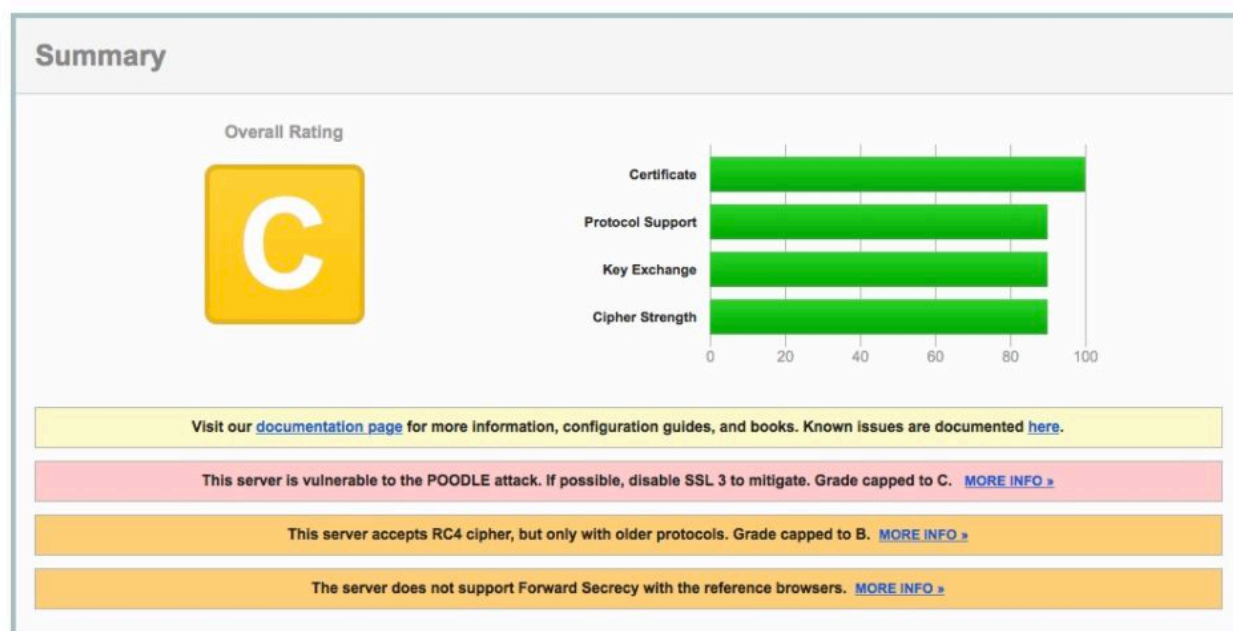 Summary
Overall Rating
C
Certificate
Protocol Support
Key Exchange
Cipher Strength
0 20 40 60 80 100
Visit our documentation page for more information, configuration guides, and books. Known issues are documented here.
This server is vulnerable to the POODLE attack. If possible, disable SSL 3 to mitigate. Grade capped to C. MORE INFO »
This server accepts RC4 cipher, but only with older protocols. Grade capped to B. MORE INFO »
The server does not support Forward Secrecy with the reference browsers. MORE INFO »